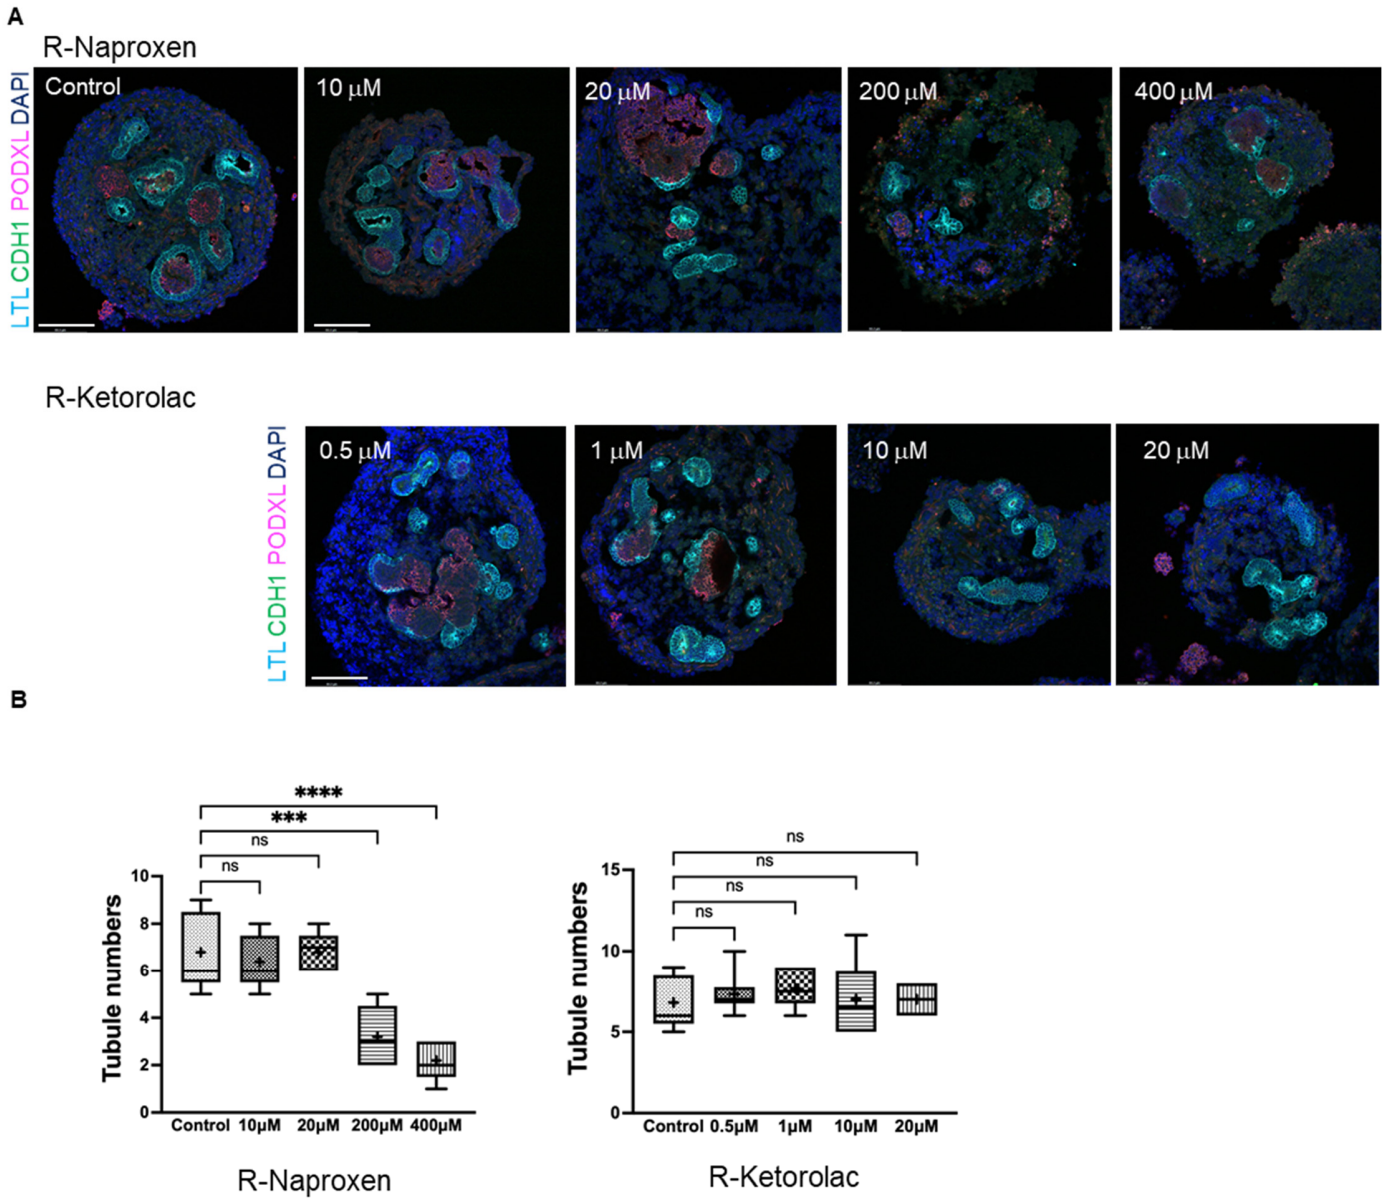 A
R-Naproxen
LTL CDH1 PODXL DAPI
Control
10 μM
20 μM
200 μM
400 μM
R-Ketorolac
LTL CDH1 PODXL DAPI
0.5 μM
1 μM
10 μM
20 μM
B
****
***
ns
ns
10
8
6
4
2
0
Tubule numbers
Control 10μM 20μM 200μM 400μM
R-Naproxen
ns
ns
ns
ns
15
10
5
0
Tubule numbers
Control 0.5μM 1μM 10μM 20μM
R-Ketorolac